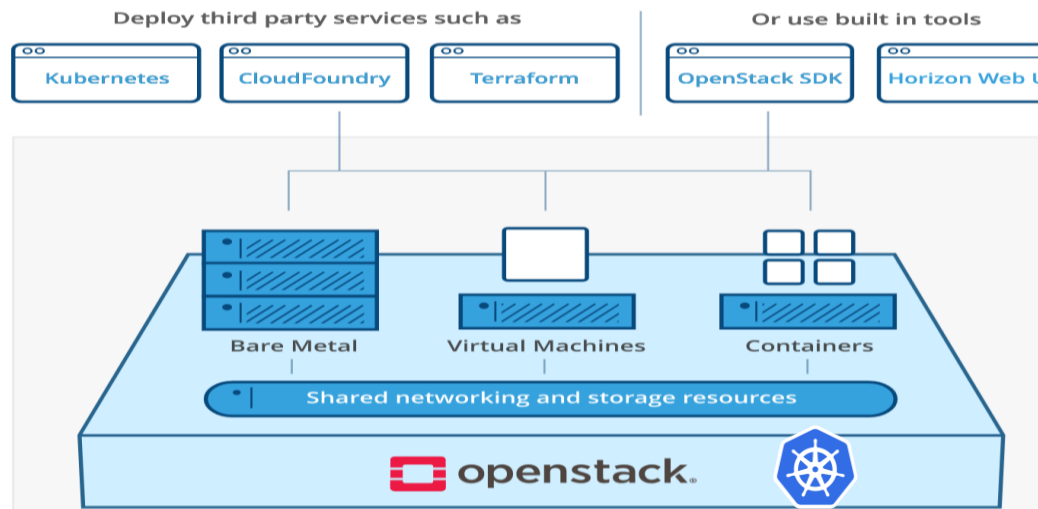 Deploy third party services such as
Or use built in tools
Kubernetes
CloudFoundry
Terraform
OpenStack SDK
Horizon Web
Bare Metal
Virtual Machines
Containers
Shared networking and storage resources
openstack.